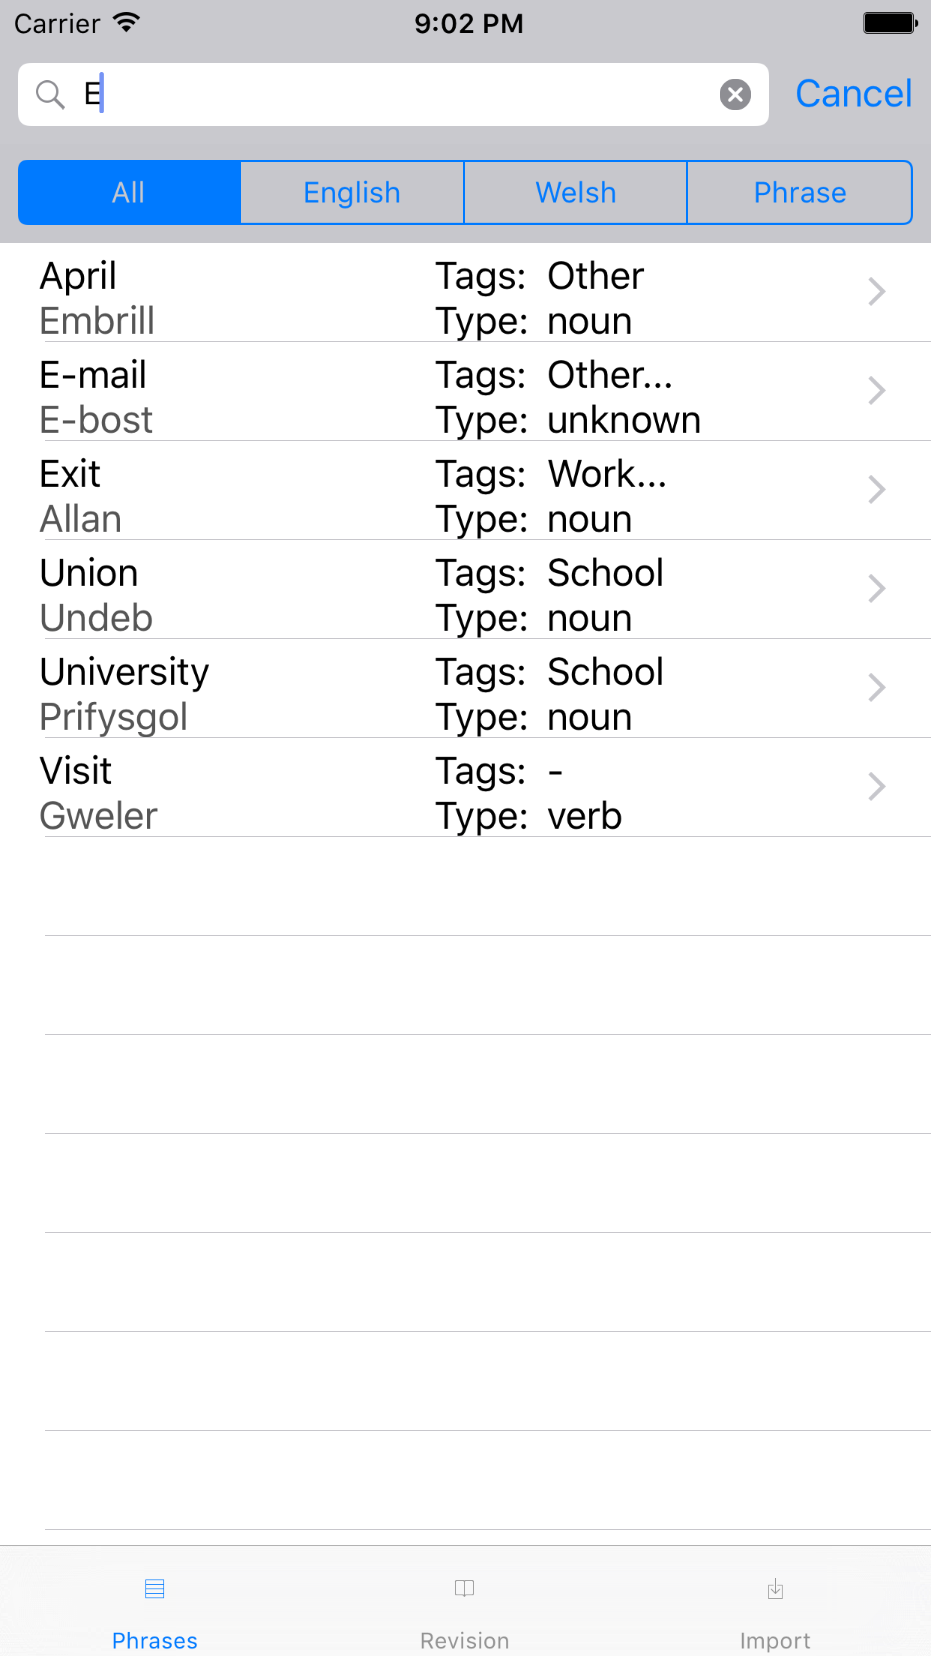 Carrier 9:02 PM
E Cancel
All English Welsh Phrase
April Tags: Other
Embrill Type: noun
E-mail Tags: Other...
E-bost Type: unknown
Exit Tags: Work...
Allan Type: noun
Union Tags: School
Undeb Type: noun
University Tags: School
Prifysgol Type: noun
Visit Tags: -
Gweler Type: verb
Phrases Revision Import